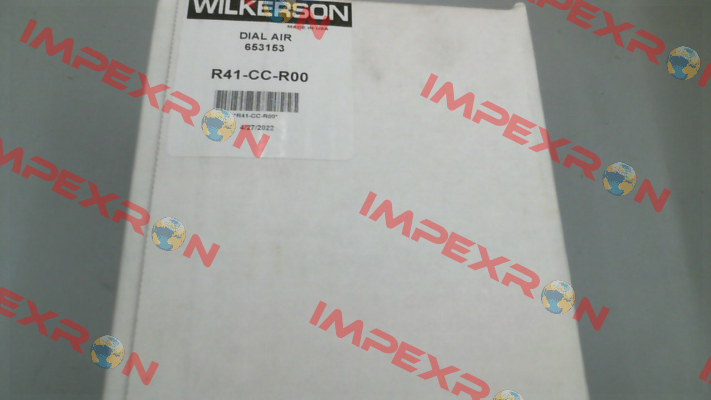 WILKERSON
MADE IN USA
DIAL AIR
653153
R41-CC-R00
*R41-CC-R00*
4/27/2022
IMPEXRON
IMPEXRON
IMPEXRON
IMPEXRON
IMPEXRON
IMPEXRON
IMPEXRON